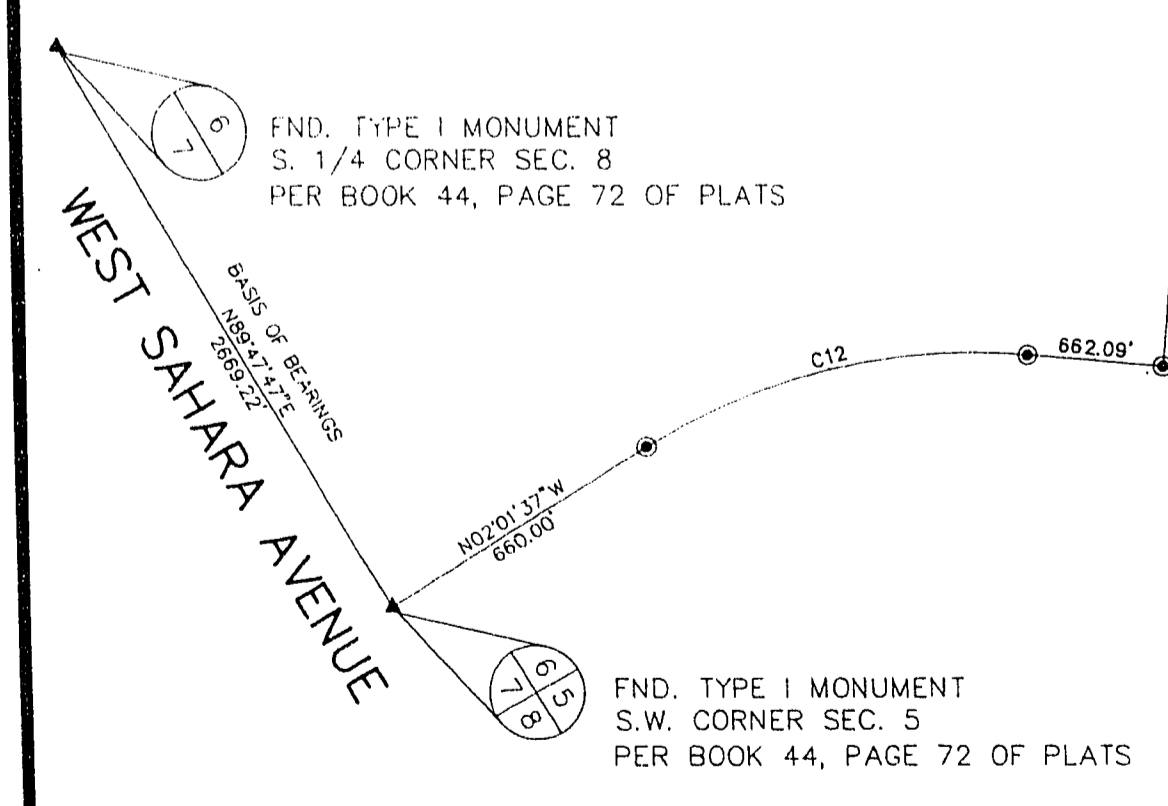 6
7
FND. TYPE I MONUMENT
S. 1/4 CORNER SEC. 8
PER BOOK 44, PAGE 72 OF PLATS
WEST SAHARA AVENUE
BASIS OF BEARINGS
N89°47'47"E
2669.22'
C12
662.09'
N02°01'37"W
660.00'
6
5
7
8
FND. TYPE I MONUMENT
S.W. CORNER SEC. 5
PER BOOK 44, PAGE 72 OF PLATS